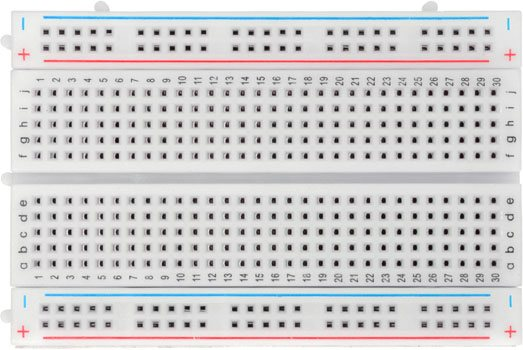 − −
+ +
1 2 3 4 5 6 7 8 9 10 11 12 13 14 15 16 17 18 19 20 21 22 23 24 25 26 27 28 29 30
j j
i i
h h
g g
f f
e e
d d
c c
b b
a a
1 2 3 4 5 6 7 8 9 10 11 12 13 14 15 16 17 18 19 20 21 22 23 24 25 26 27 28 29 30
− −
+ +